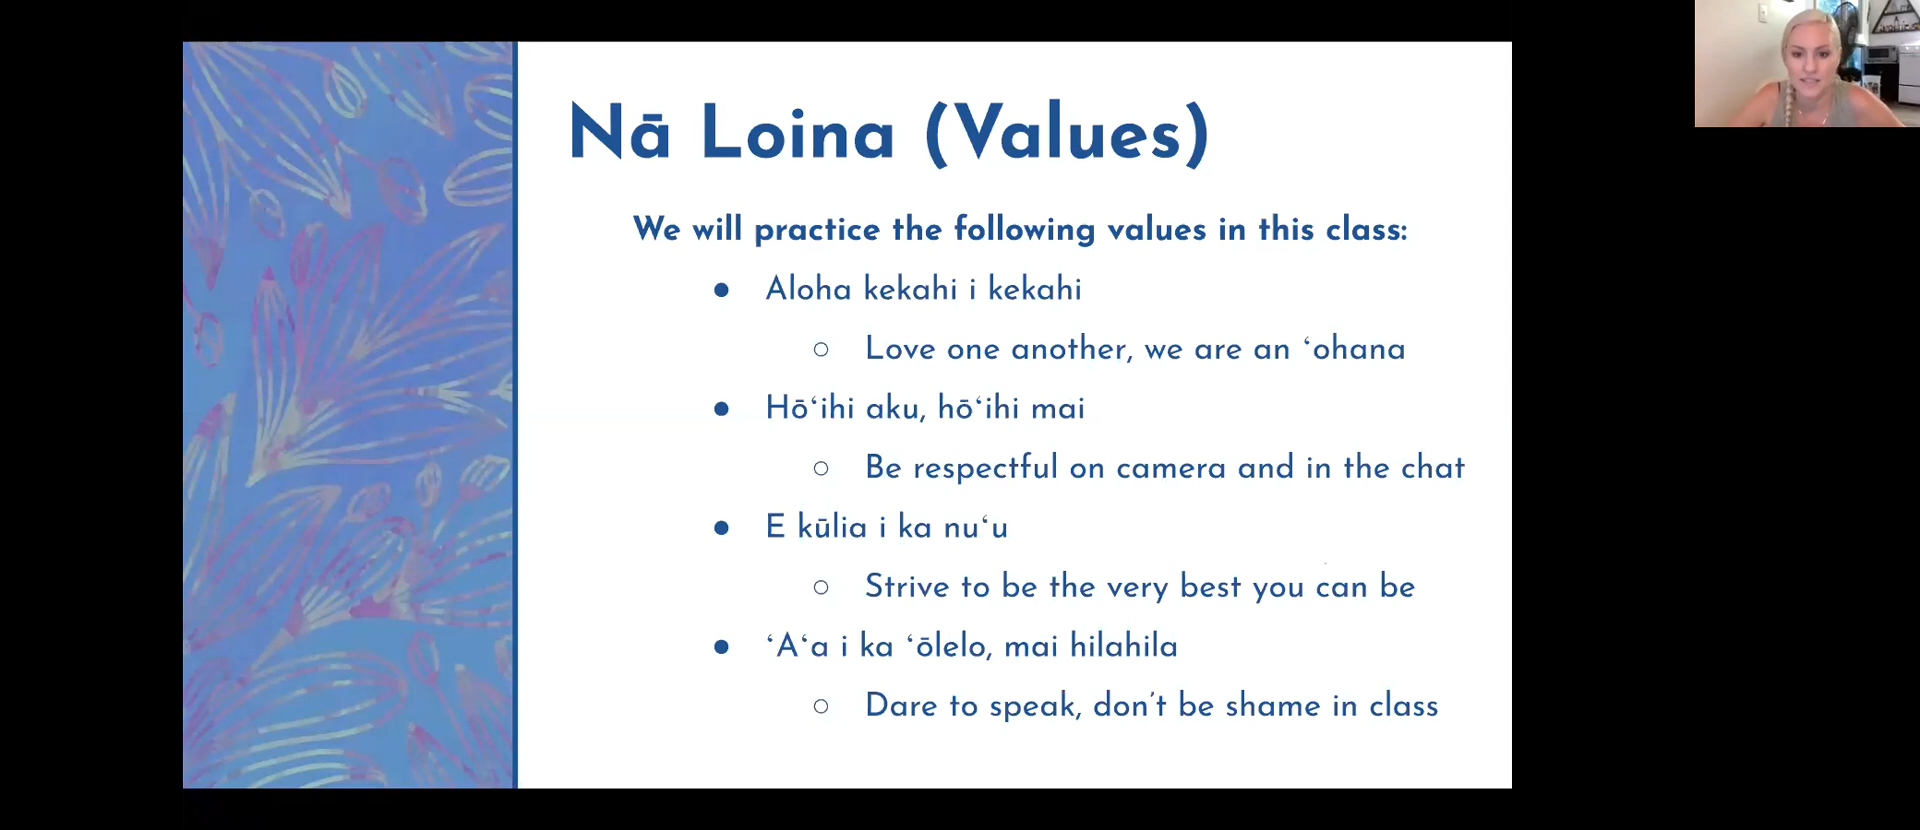 Nā Loina (Values)
We will practice the following values in this class:
● Aloha kekahi i kekahi
○ Love one another, we are an ʻohana
● Hōʻihi aku, hōʻihi mai
○ Be respectful on camera and in the chat
● E kūlia i ka nuʻu
○ Strive to be the very best you can be
● ʻAʻa i ka ʻōlelo, mai hilahila
○ Dare to speak, don’t be shame in class